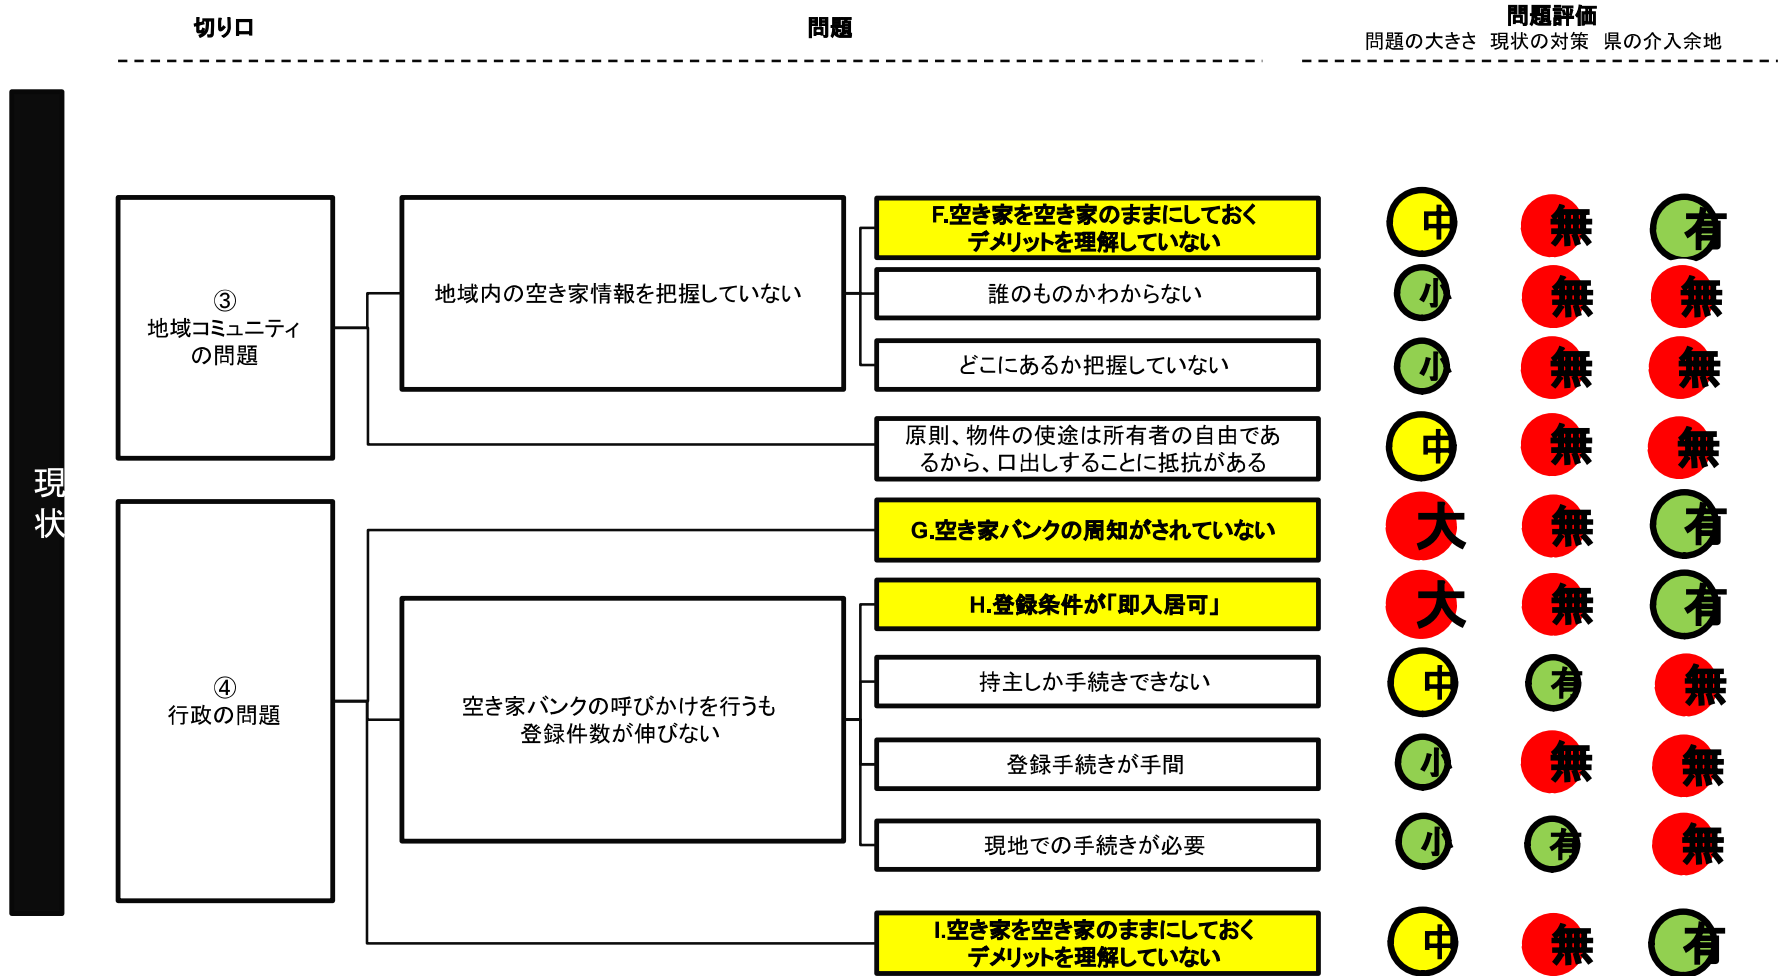 切り口
問題
問題評価
問題の大きさ 現状の対策 県の介入余地
現
状
③
地域コミュニティ
の問題
地域内の空き家情報を把握していない
F.空き家を空き家のままにしておく
デメリットを理解していない
中 無 有
誰のものかわからない
小 無 無
どこにあるか把握していない
小 無 無
原則、物件の使途は所有者の自由であ
るから、口出しすることに抵抗がある
中 無 無
④
行政の問題
G.空き家バンクの周知がされていない
大 無 有
空き家バンクの呼びかけを行うも
登録件数が伸びない
H.登録条件が「即入居可」
大 無 有
持主しか手続きできない
中 有 無
登録手続きが手間
小 無 無
現地での手続きが必要
小 有 無
I.空き家を空き家のままにしておく
デメリットを理解していない
中 無 有